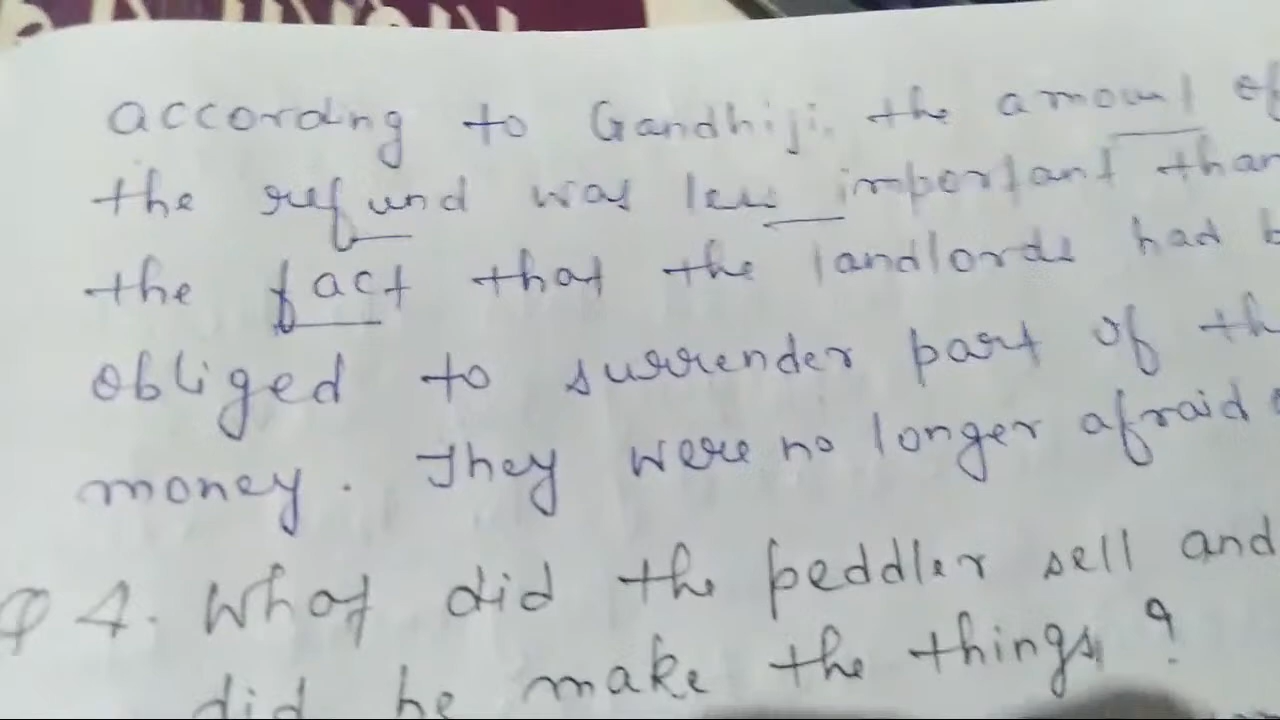 according to Gandhiji, the amount of
the refund was less important than
the fact that the landlords had b
obliged to surrender part of th
money. They were no longer afraid
Q 4. What did the peddler sell and
did he make the things?